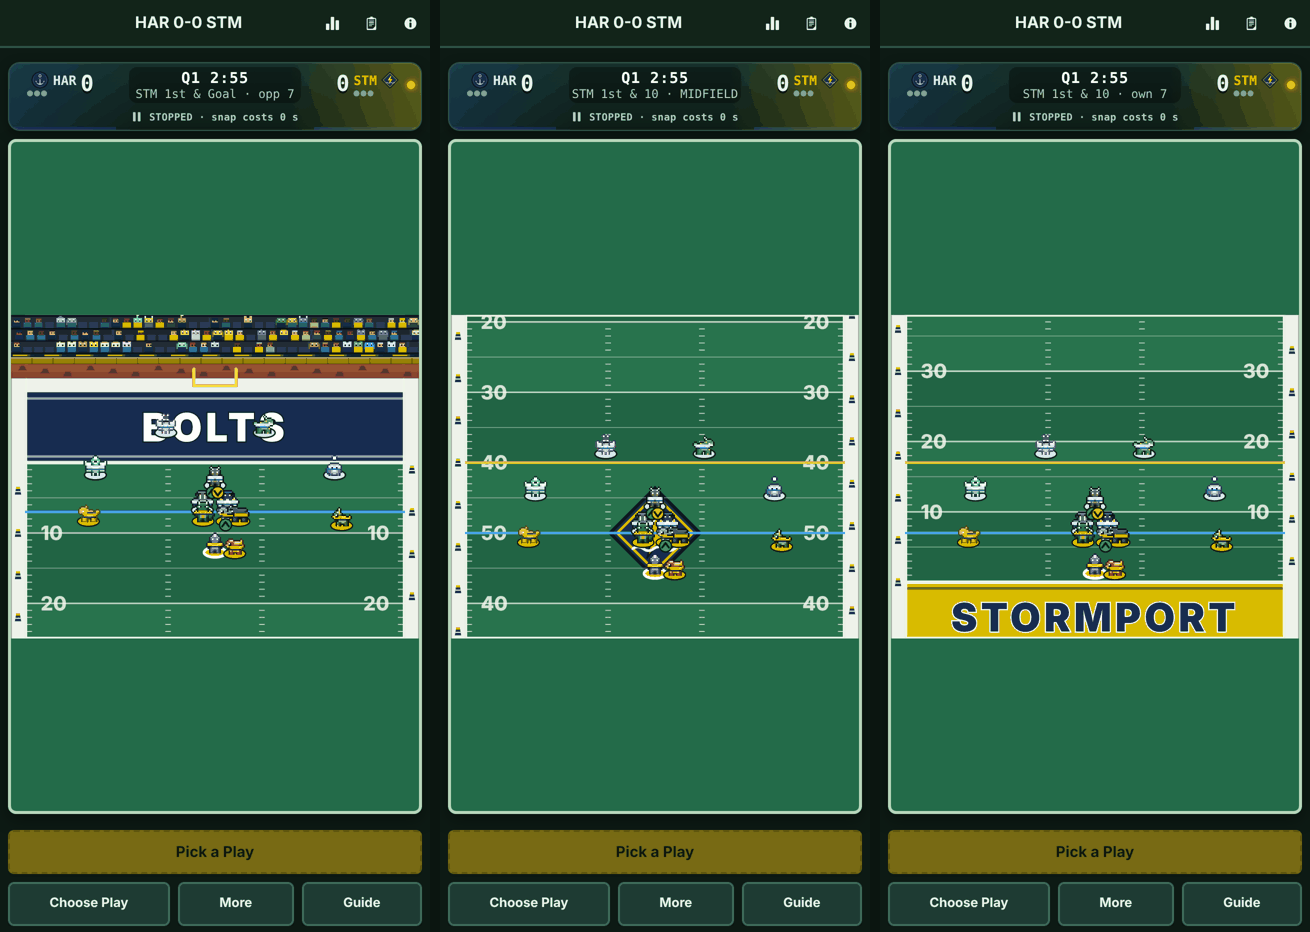 HAR 0-0 STM
HAR 0
Q1 2:55
0 STM
STM 1st & Goal · opp 7
STOPPED · snap costs 0 s
BOLTS
10 10
20 20
Pick a Play
Choose Play
More
Guide
HAR 0-0 STM
HAR 0
Q1 2:55
0 STM
STM 1st & 10 · MIDFIELD
STOPPED · snap costs 0 s
20 20
30 30
40 40
50 50
40 40
Pick a Play
Choose Play
More
Guide
HAR 0-0 STM
HAR 0
Q1 2:55
0 STM
STM 1st & 10 · own 7
STOPPED · snap costs 0 s
30 30
20 20
10 10
STORMPORT
Pick a Play
Choose Play
More
Guide